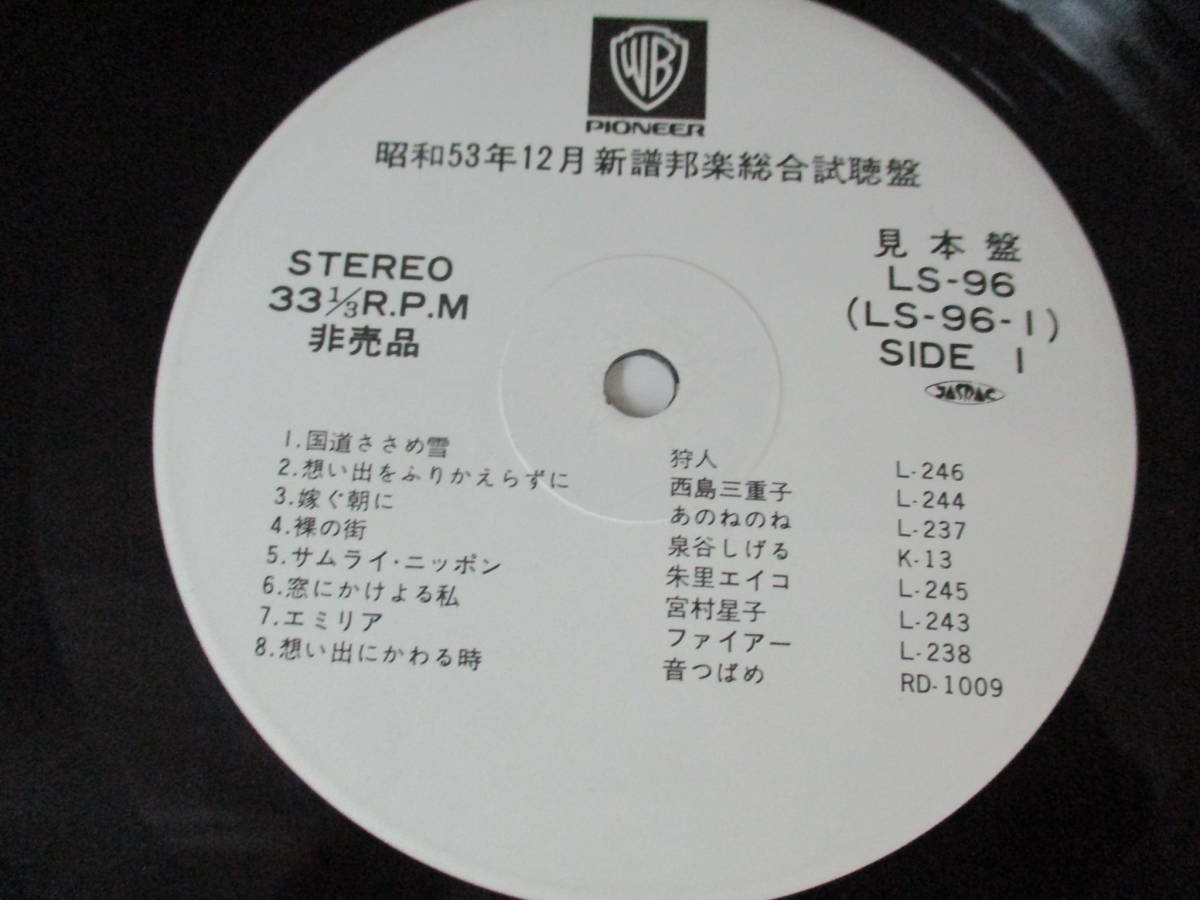 WB
PIONEER
昭和53年12月新譜邦楽総合試聴盤
STEREO
33 1/3 R.P.M
非売品
見本盤
LS-96
(LS-96-1)
SIDE 1
JASRAC
1.国道ささめ雪 狩人 L-246
2.想い出をふりかえらずに 西島三重子 L-244
3.嫁ぐ朝に あのねのね L-237
4.裸の街 泉谷しげる K-13
5.サムライ・ニッポン 朱里エイコ L-245
6.窓にかけよる私 宮村星子 L-243
7.エミリア ファイアー L-238
8.想い出にかわる時 音つばめ RD-1009